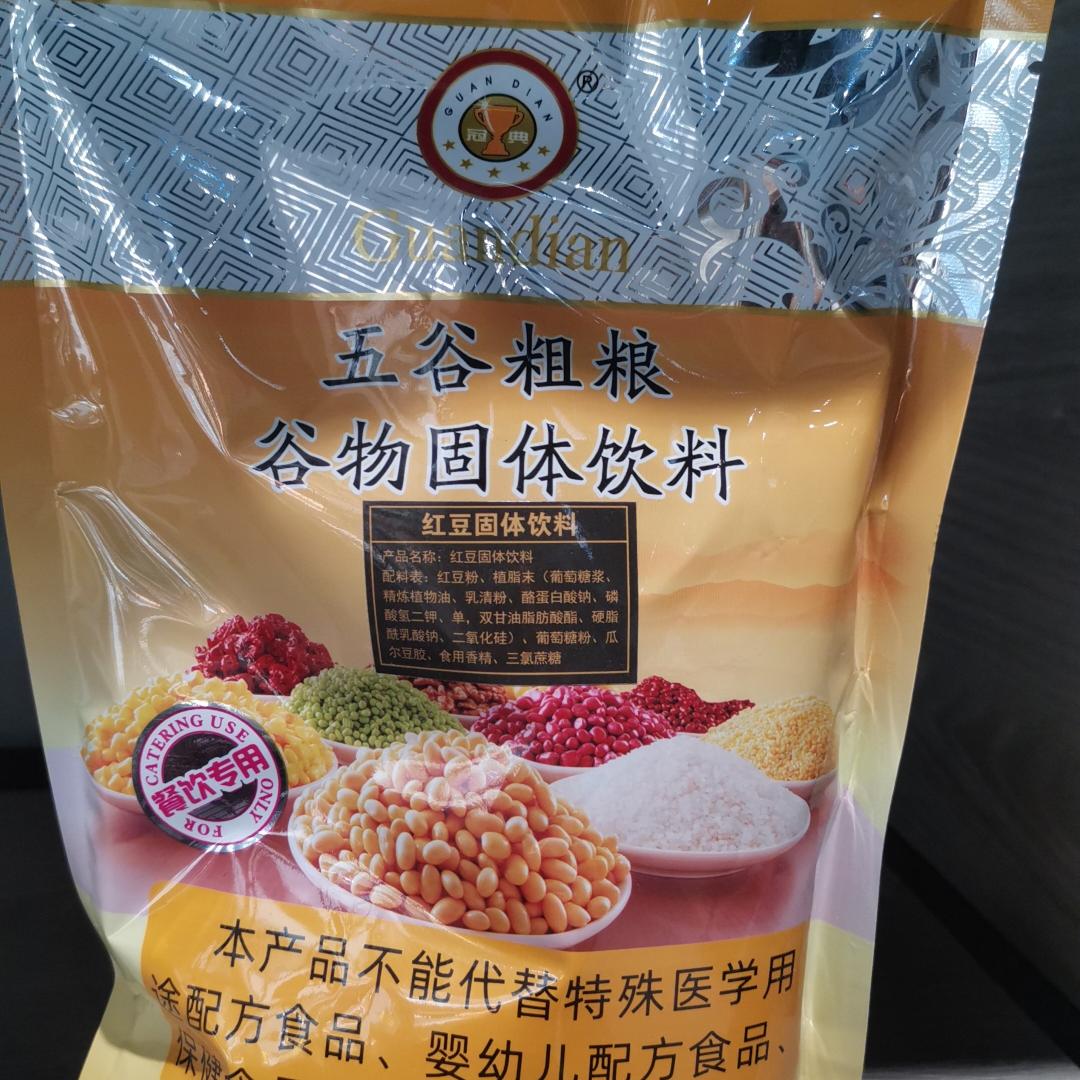 GUAN DIAN
®
冠典
Guandian
五谷粗粮
谷物固体饮料
红豆固体饮料
产品名称：红豆固体饮料
配料表：红豆粉、植脂末（葡萄糖浆、
精炼植物油、乳清粉、酪蛋白酸钠、磷
酸氢二钾、单，双甘油脂肪酸酯、硬脂
酰乳酸钠、二氧化硅）、葡萄糖粉、瓜
尔豆胶、食用香精、三氯蔗糖
CATERING USE
餐饮专用
FOR ONLY
本产品不能代替特殊医学用
途配方食品、婴幼儿配方食品、
保健